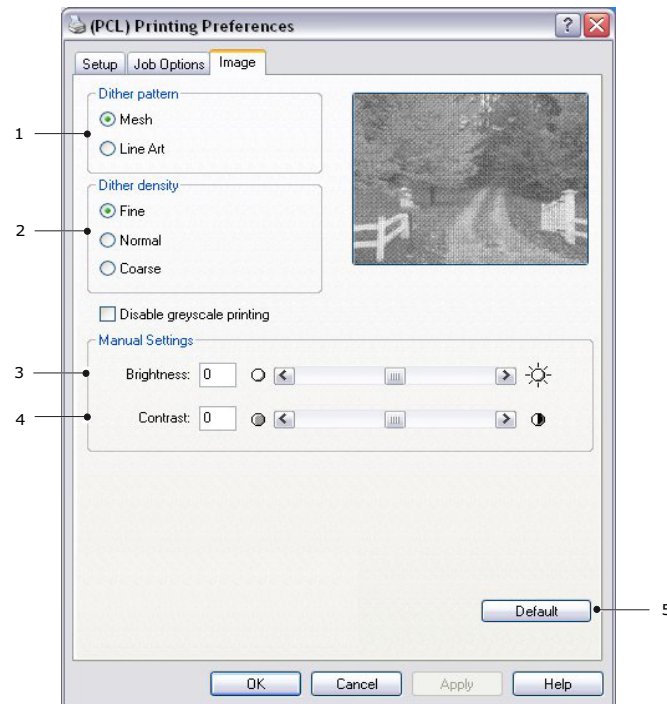 (PCL) Printing Preferences
Setup Job Options Image
Dither pattern
1
Mesh
Line Art
Dither density
2
Fine
Normal
Coarse
Disable greyscale printing
Manual Settings
3 Brightness: 0
4 Contrast: 0
Default 5
OK Cancel Apply Help